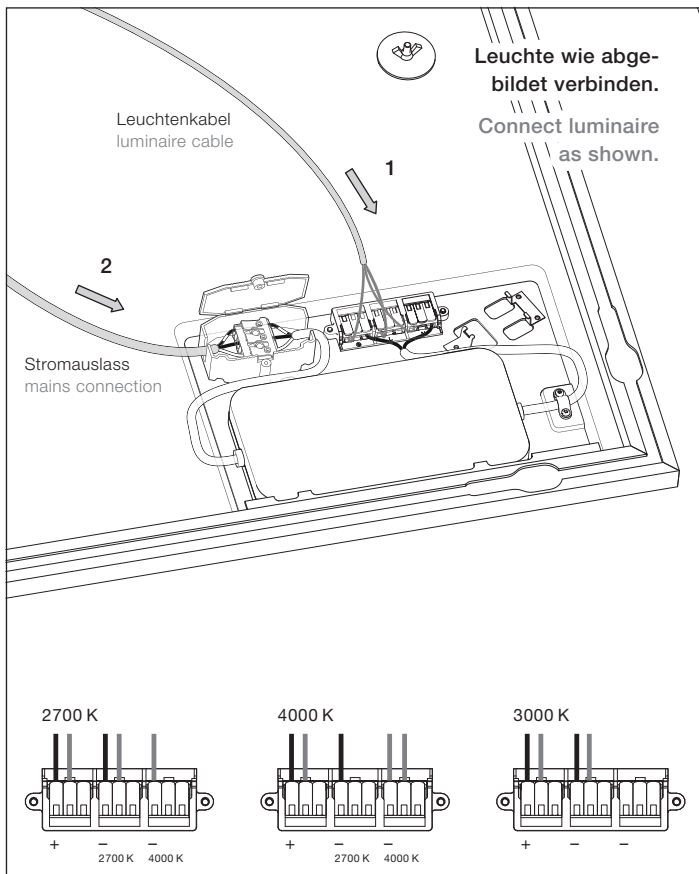 Leuchte wie abge-
bildet verbinden.
Connect luminaire
as shown.
Leuchtenkabel
luminaire cable
1
2
Stromauslass
mains connection
2700 K
+
–
2700 K
–
4000 K
4000 K
+
–
2700 K
–
4000 K
3000 K
+
–
–